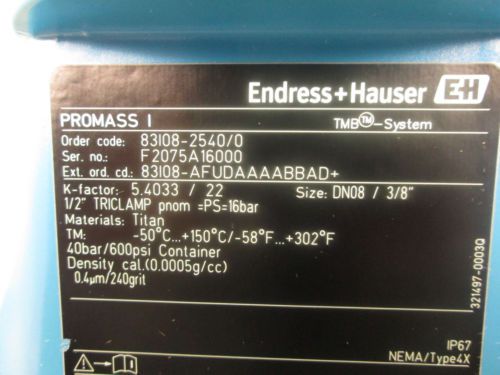 Endress+Hauser EH
PROMASS I TMB™-System
Order code: 83I08-2540/0
Ser. no.: F2075A16000
Ext. ord. cd.: 83I08-AFUDAAAABBAD+
K-factor: 5.4033 / 22 Size: DN08 / 3/8"
1/2" TRICLAMP pnom =PS=16bar
Materials: Titan
TM: -50°C...+150°C/-58°F...+302°F
40bar/600psi Container
Density cal.(0.0005g/cc)
0.4µm/240grit
321497-0003Q
IP67
NEMA/Type4X